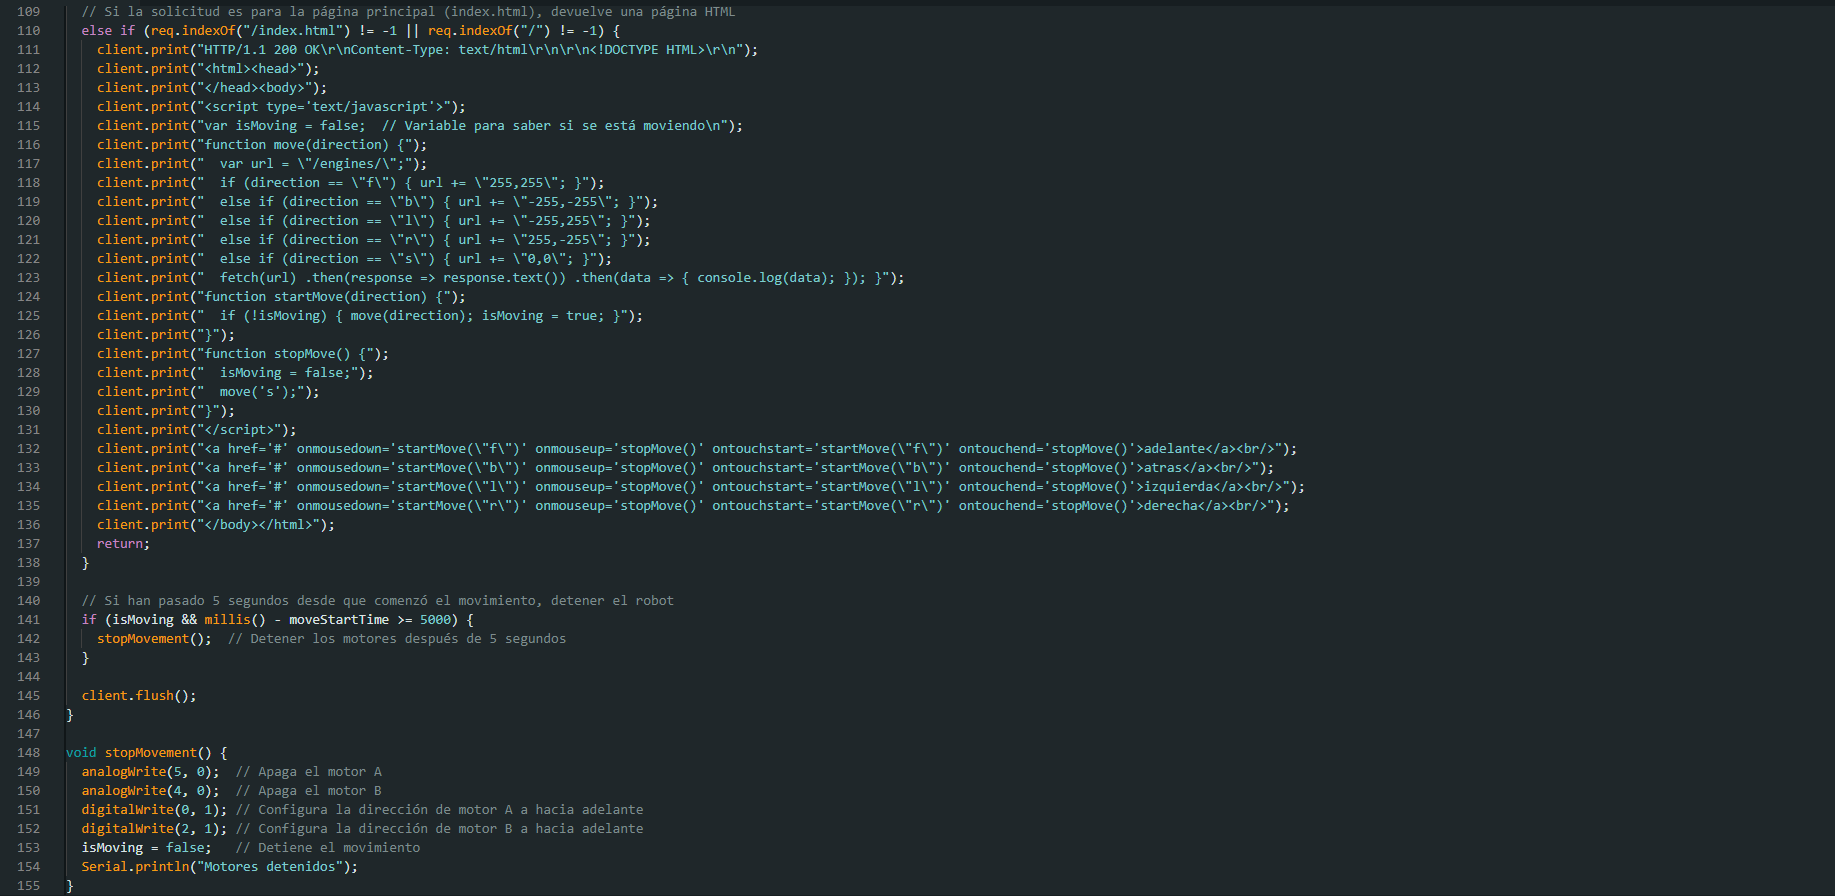 109 // Si la solicitud es para la página principal (index.html), devuelve una página HTML
110 else if (req.indexOf("/index.html") != -1 || req.indexOf("/") != -1) {
111 client.print("HTTP/1.1 200 OK\r\nContent-Type: text/html\r\n\r\n<!DOCTYPE HTML>\r\n");
112 client.print("<html><head>");
113 client.print("</head><body>");
114 client.print("<script type='text/javascript'>");
115 client.print("var isMoving = false;  // Variable para saber si se está moviendo\n");
116 client.print("function move(direction) {");
117 client.print("  var url = \"/engines/\";");
118 client.print("  if (direction == \"f\") { url += \"255,255\"; }");
119 client.print("  else if (direction == \"b\") { url += \"-255,-255\"; }");
120 client.print("  else if (direction == \"l\") { url += \"-255,255\"; }");
121 client.print("  else if (direction == \"r\") { url += \"255,-255\"; }");
122 client.print("  else if (direction == \"s\") { url += \"0,0\"; }");
123 client.print("  fetch(url) .then(response => response.text()) .then(data => { console.log(data); }); }");
124 client.print("function startMove(direction) {");
125 client.print("  if (!isMoving) { move(direction); isMoving = true; }");
126 client.print("}");
127 client.print("function stopMove() {");
128 client.print("  isMoving = false;");
129 client.print("  move('s');");
130 client.print("}");
131 client.print("</script>");
132 client.print("<a href='#' onmousedown='startMove(\"f\")' onmouseup='stopMove()' ontouchstart='startMove(\"f\")' ontouchend='stopMove()'>adelante</a><br/>");
133 client.print("<a href='#' onmousedown='startMove(\"b\")' onmouseup='stopMove()' ontouchstart='startMove(\"b\")' ontouchend='stopMove()'>atras</a><br/>");
134 client.print("<a href='#' onmousedown='startMove(\"l\")' onmouseup='stopMove()' ontouchstart='startMove(\"l\")' ontouchend='stopMove()'>izquierda</a><br/>");
135 client.print("<a href='#' onmousedown='startMove(\"r\")' onmouseup='stopMove()' ontouchstart='startMove(\"r\")' ontouchend='stopMove()'>derecha</a><br/>");
136 client.print("</body></html>");
137 return;
138 }
139
140 // Si han pasado 5 segundos desde que comenzó el movimiento, detener el robot
141 if (isMoving && millis() - moveStartTime >= 5000) {
142 stopMovement();  // Detener los motores después de 5 segundos
143 }
144
145 client.flush();
146 }
147
148 void stopMovement() {
149 analogWrite(5, 0);  // Apaga el motor A
150 analogWrite(4, 0);  // Apaga el motor B
151 digitalWrite(0, 1); // Configura la dirección de motor A a hacia adelante
152 digitalWrite(2, 1); // Configura la dirección de motor B a hacia adelante
153 isMoving = false;   // Detiene el movimiento
154 Serial.println("Motores detenidos");
155 }